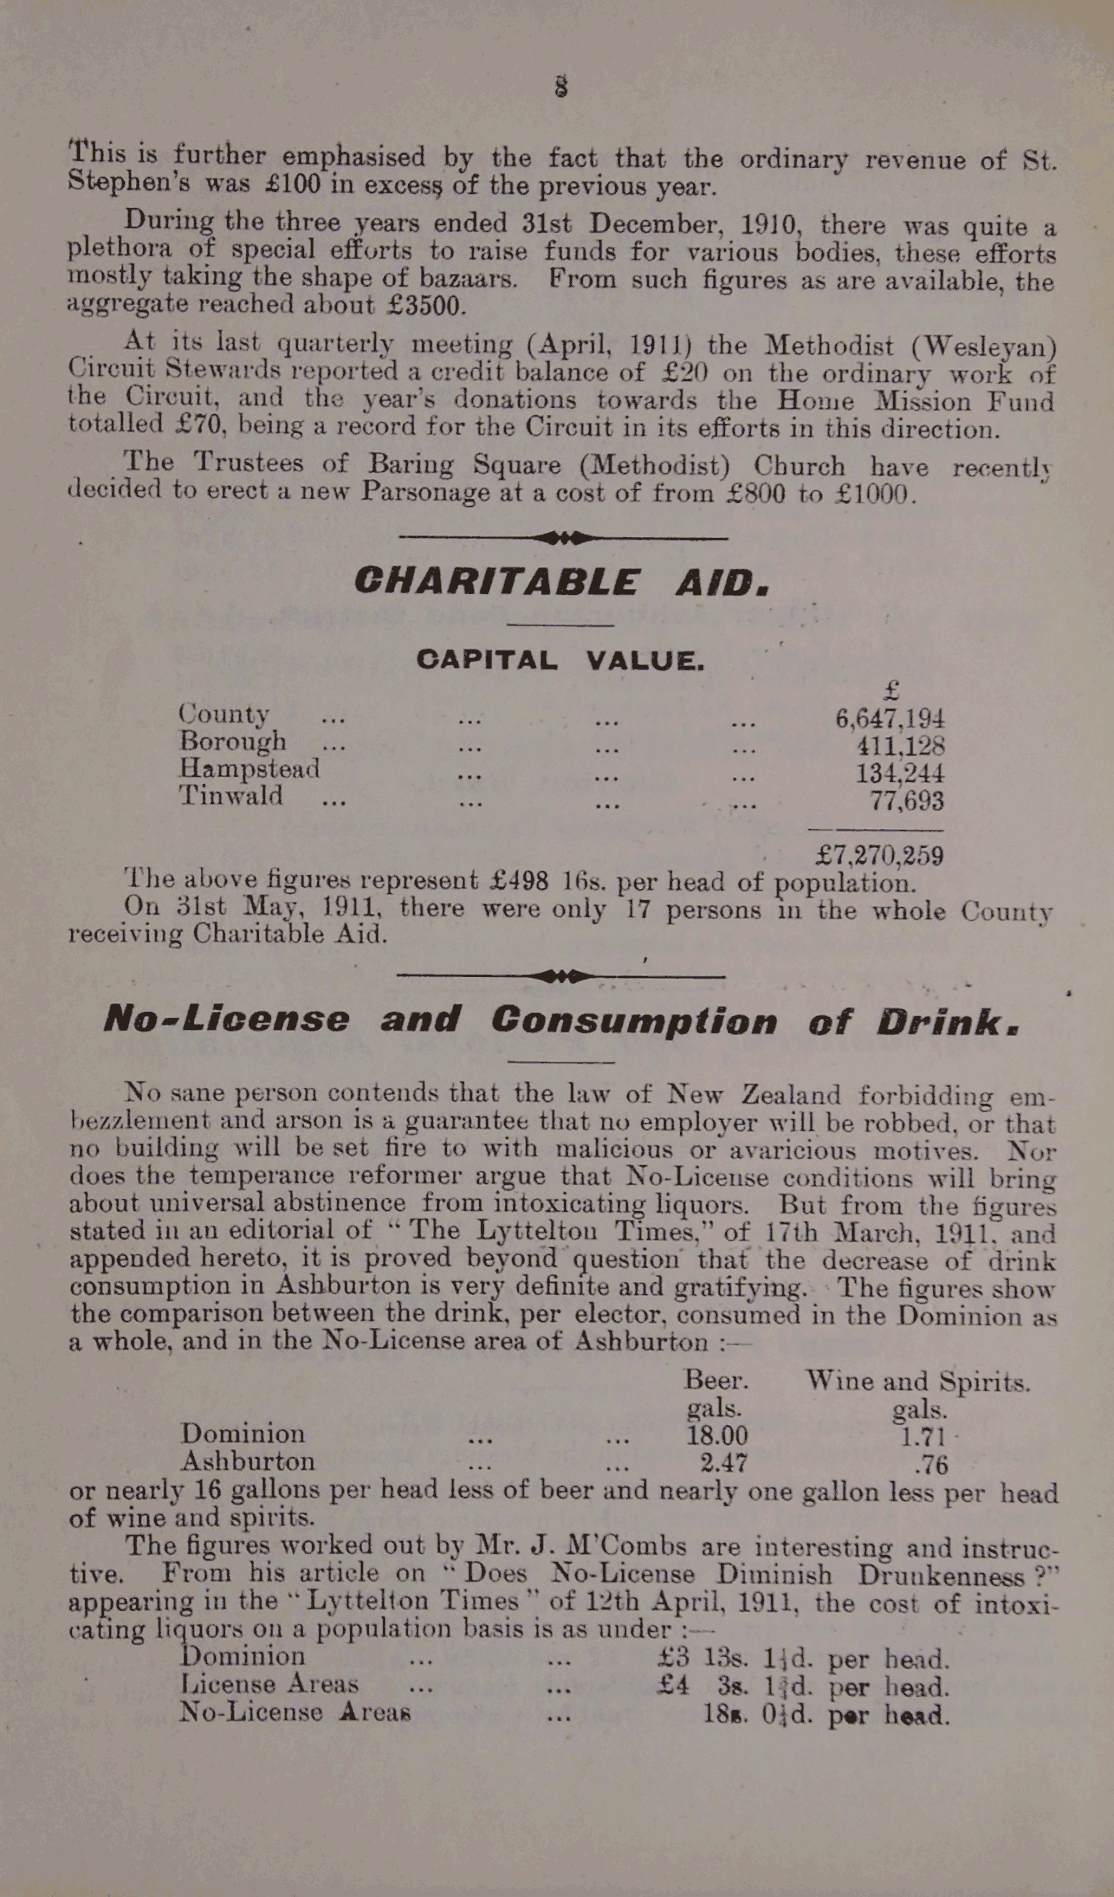 8
This is further emphasised by the fact that the ordinary revenue of St.
Stephen's was £100 in excess of the previous year.
During the three years ended 31st December, 1910, there was quite a
plethora of special efforts to raise funds for various bodies, these efforts
mostly taking the shape of bazaars. From such figures as are available, the
aggregate reached about £3500.
At its last quarterly meeting (April, 1911) the Methodist (Wesleyan)
Circuit Stewards reported a credit balance of £20 on the ordinary work of
the Circuit, and the year's donations towards the Home Mission Fund
totalled £70, being a record for the Circuit in its efforts in this direction.
The Trustees of Baring Square (Methodist) Church have recently
decided to erect a new Parsonage at a cost of from £800 to £1000.
CHARITABLE AID.
CAPITAL VALUE.
£
County ... ... ... ... 6,647,194
Borough ... ... ... ... 411,128
Hampstead ... ... ... 134,244
Tinwald ... ... ... ... 77,693
£7,270,259
The above figures represent £498 16s. per head of population.
On 31st May, 1911, there were only 17 persons in the whole County
receiving Charitable Aid.
No-License and Consumption of Drink.
No sane person contends that the law of New Zealand forbidding em-
bezzlement and arson is a guarantee that no employer will be robbed, or that
no building will be set fire to with malicious or avaricious motives. Nor
does the temperance reformer argue that No-License conditions will bring
about universal abstinence from intoxicating liquors. But from the figures
stated in an editorial of "The Lyttelton Times," of 17th March, 1911, and
appended hereto, it is proved beyond question that the decrease of drink
consumption in Ashburton is very definite and gratifying. The figures show
the comparison between the drink, per elector, consumed in the Dominion as
a whole, and in the No-License area of Ashburton :—
Beer. Wine and Spirits.
gals. gals.
Dominion ... ... 18.00 1.71
Ashburton ... ... 2.47 .76
or nearly 16 gallons per head less of beer and nearly one gallon less per head
of wine and spirits.
The figures worked out by Mr. J. M'Combs are interesting and instruc-
tive. From his article on "Does No-License Diminish Drunkenness?"
appearing in the "Lyttelton Times" of 12th April, 1911, the cost of intoxi-
cating liquors on a population basis is as under :—
Dominion ... ... £3 13s. per head.
License Areas ... ... £4 3s. per head.
No-License Areas ... 18s. per head.